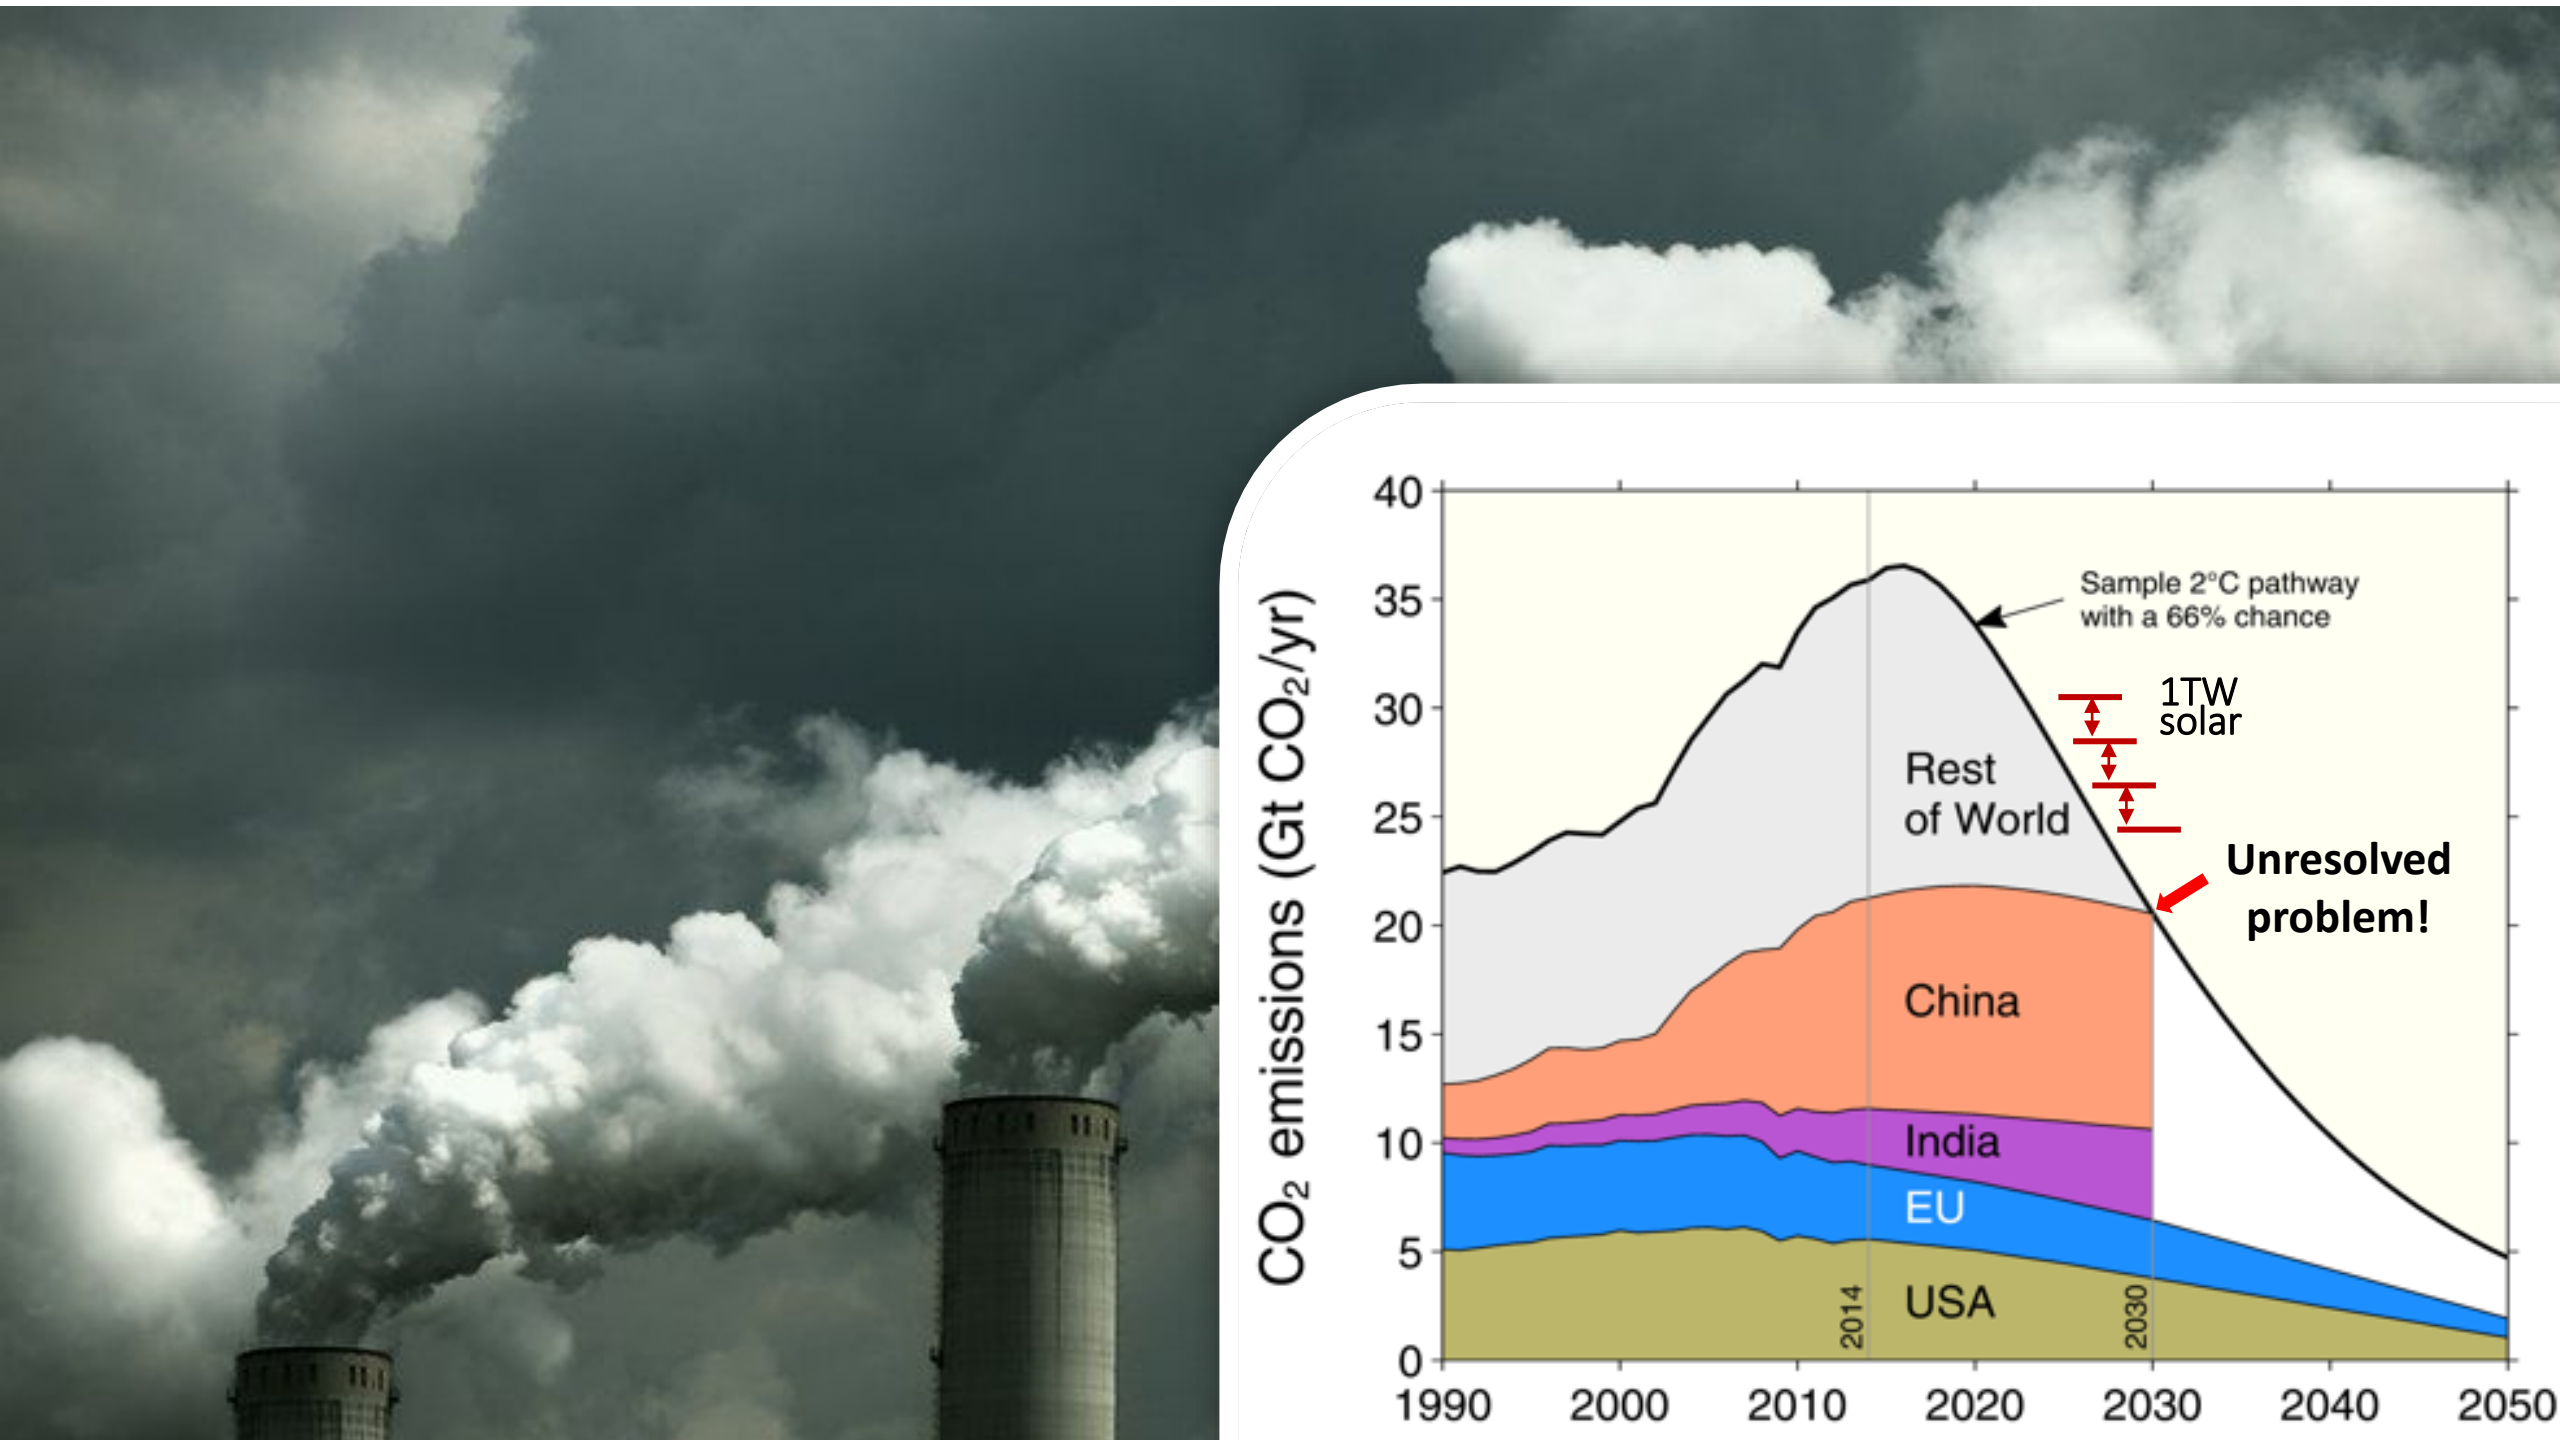 CO₂ emissions (Gt CO₂/yr)
40
35
30
25
20
15
10
5
0
1990 2000 2010 2020 2030 2040 2050
Sample 2°C pathway
with a 66% chance
1TW
solar
Rest
of World
Unresolved
problem!
China
India
EU
USA
2014
2030